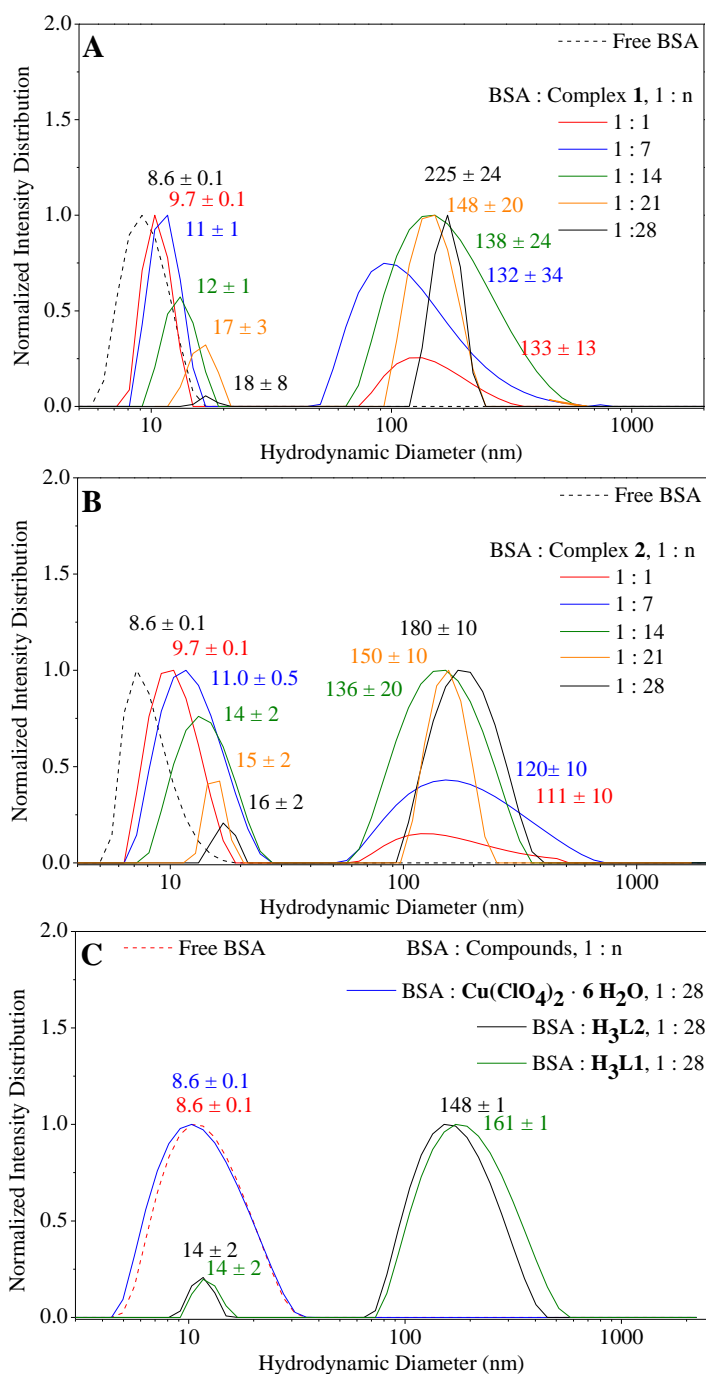 2.0
A
Free BSA
BSA : Complex 1, 1 : n
1 : 1
1 : 7
1 : 14
1 : 21
1 :28
1.5
8.6 ± 0.1
9.7 ± 0.1
11 ± 1
225 ± 24
148 ± 20
138 ± 24
132 ± 34
1.0
12 ± 1
17 ± 3
133 ± 13
0.5
18 ± 8
0.0
Normalized Intensity Distribution
10
100
1000
Hydrodynamic Diameter (nm)
2.0
B
Free BSA
BSA : Complex 2, 1 : n
1 : 1
1 : 7
1 : 14
1 : 21
1 : 28
1.5
8.6 ± 0.1
9.7 ± 0.1
11.0 ± 0.5
180 ± 10
150 ± 10
136 ± 20
1.0
14 ± 2
15 ± 2
16 ± 2
120± 10
111 ± 10
0.5
0.0
Normalized Intensity Distribution
10
100
1000
Hydrodynamic Diameter (nm)
2.0
C
Free BSA
BSA : Compounds, 1 : n
BSA : Cu(ClO4)2 · 6 H2O, 1 : 28
BSA : H3L2, 1 : 28
BSA : H3L1, 1 : 28
1.5
8.6 ± 0.1
8.6 ± 0.1
148 ± 1
161 ± 1
1.0
0.5
14 ± 2
14 ± 2
0.0
Normalized Intensity Distribution
10
100
1000
Hydrodynamic Diameter (nm)